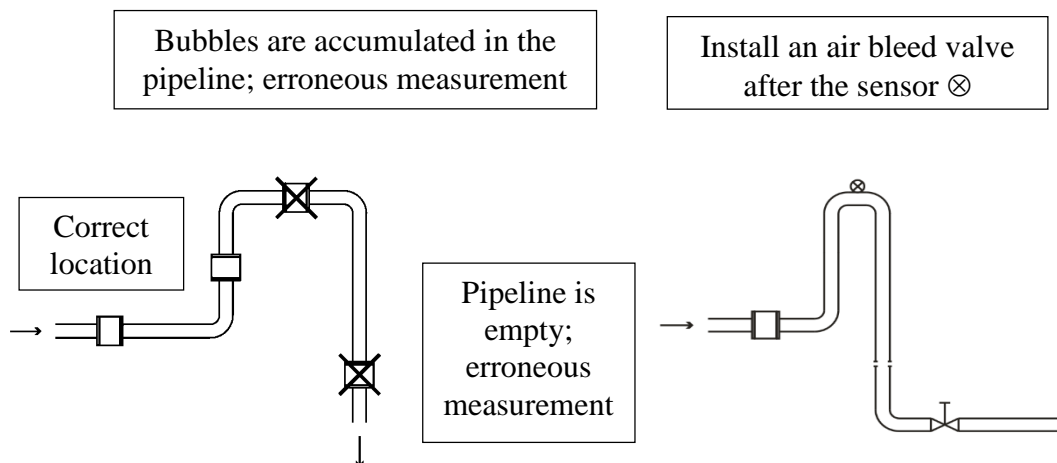 Bubbles are accumulated in the
pipeline; erroneous measurement
Install an air bleed valve
after the sensor ⊗
Correct
location
Pipeline is
empty;
erroneous
measurement